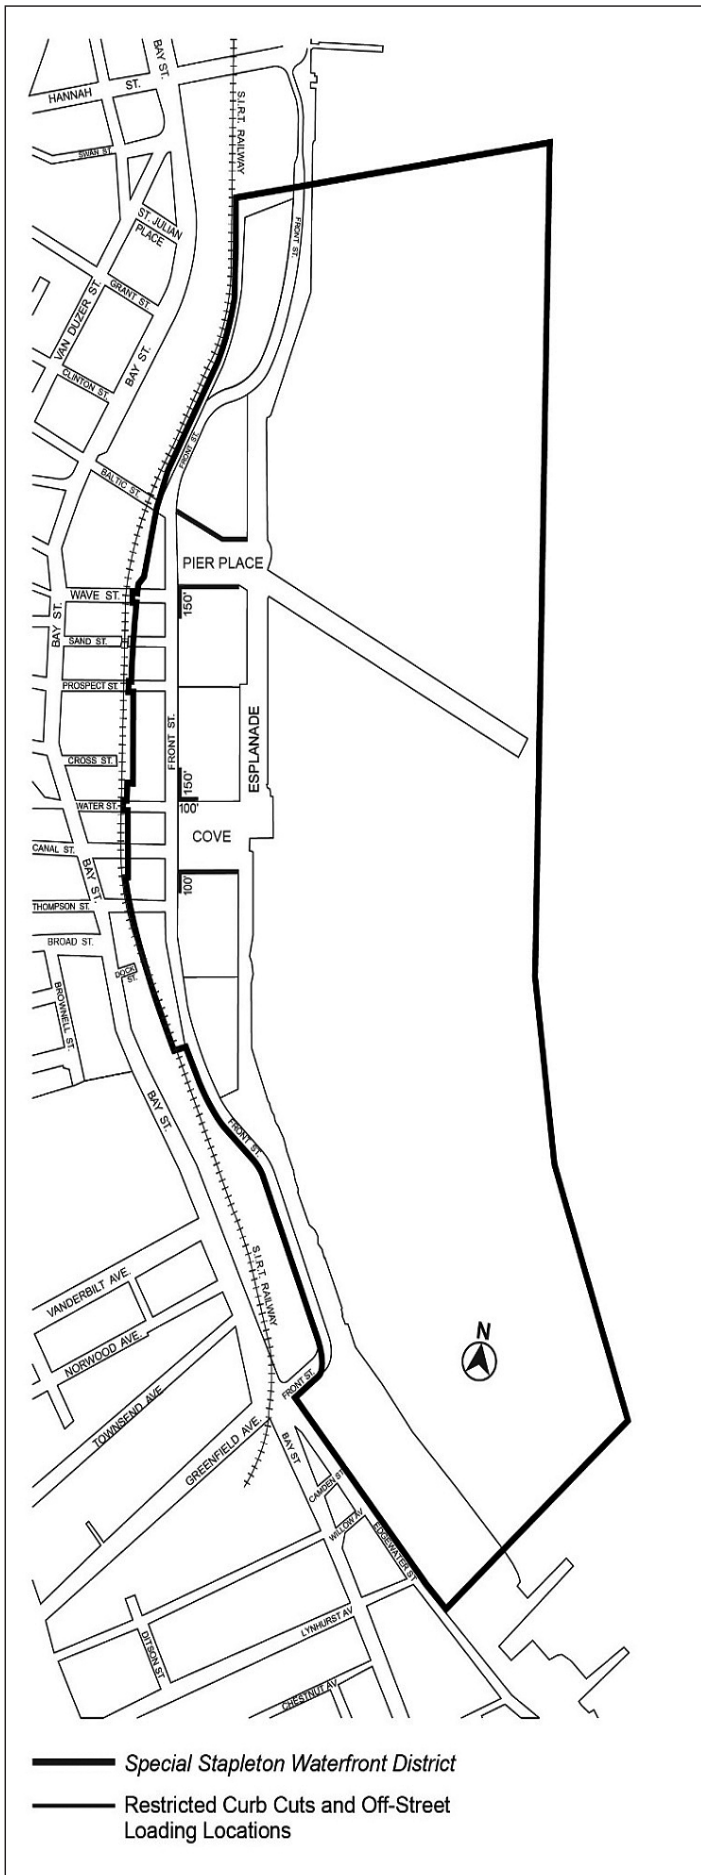 HANNAH ST.
BAY ST.
SWAN ST.
S.I.R.T. RAILWAY
ST. JULIAN
PLACE
FRONT ST.
GRANT ST.
VAN DUZER ST.
BAY ST.
CLINTON ST.
FRONT ST.
BALTIC ST.
PIER PLACE
WAVE ST.
150'
BAY ST.
SAND ST.
PROSPECT ST.
FRONT ST.
ESPLANADE
CROSS ST.
150'
WATER ST.
100'
COVE
CANAL ST.
BAY ST.
100'
THOMPSON ST.
BROAD ST.
DOCK
ST.
BROWNELL ST.
BAY ST.
FRONT ST.
S.I.R.T. RAILWAY
VANDERBILT AVE.
NORWOOD AVE.
N
FRONT ST.
TOWNSEND AVE.
GREENFIELD AVE.
BAY ST
CAMDEN ST
WILLOW AV
EDGEWATER ST
LYNHURST AV
DITSON ST
CHESTNUT AV
Special Stapleton Waterfront District
Restricted Curb Cuts and Off-Street
Loading Locations